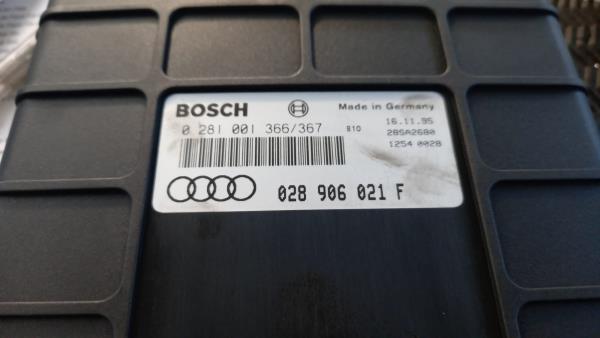 BOSCH
Made in Germany
0 281 001 366/367 810
16.11.95
28SA2680
1254 0028
028 906 021 F